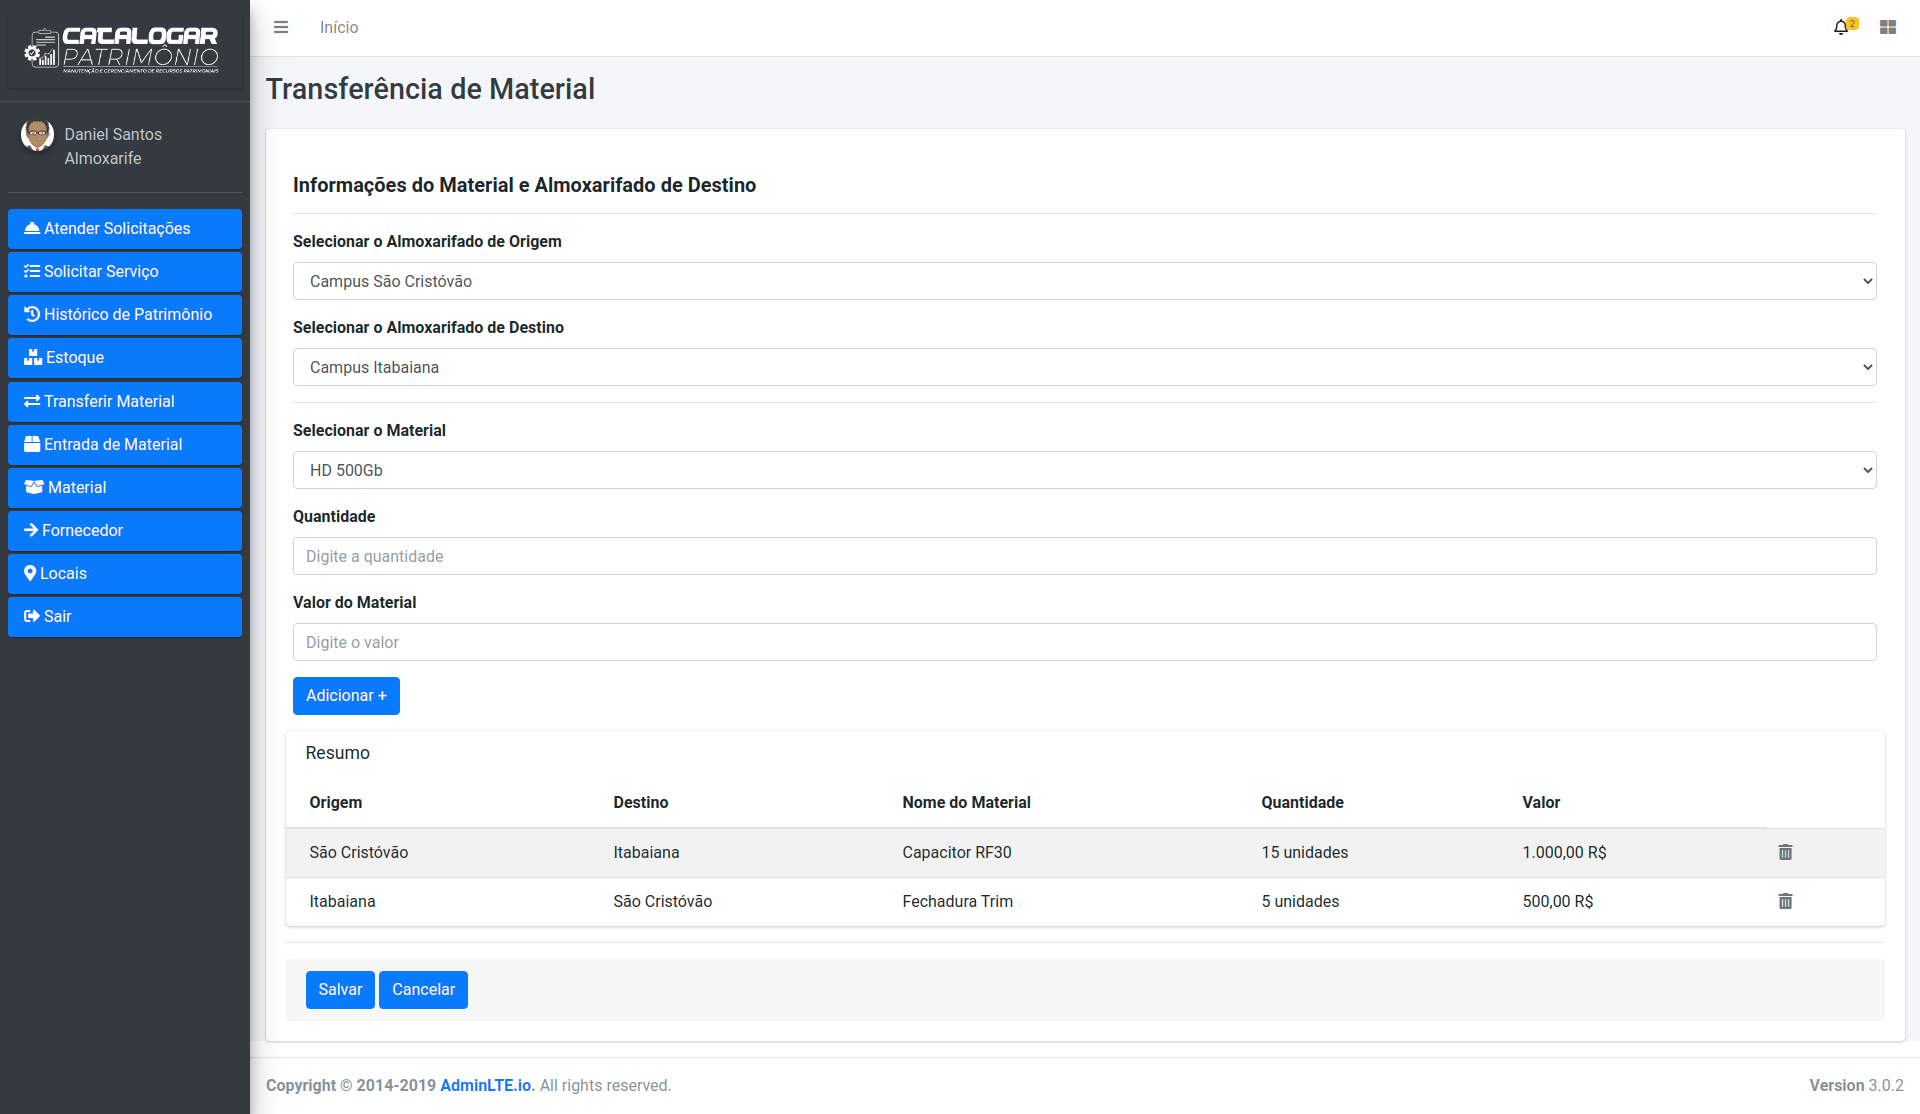 CATALOGAR
PATRIMÔNIO
MANUTENÇÃO E GERENCIAMENTO DE RECURSOS PATRIMONIAIS
Daniel Santos
Almoxarife
Atender Solicitações
Solicitar Serviço
Histórico de Patrimônio
Estoque
Transferir Material
Entrada de Material
Material
Fornecedor
Locais
Sair
Início
2
Transferência de Material
Informações do Material e Almoxarifado de Destino
Selecionar o Almoxarifado de Origem
Campus São Cristóvão
Selecionar o Almoxarifado de Destino
Campus Itabaiana
Selecionar o Material
HD 500Gb
Quantidade
Digite a quantidade
Valor do Material
Digite o valor
Adicionar +
Resumo
Origem Destino Nome do Material Quantidade Valor
São Cristóvão Itabaiana Capacitor RF30 15 unidades 1.000,00 R$
Itabaiana São Cristóvão Fechadura Trim 5 unidades 500,00 R$
Salvar Cancelar
Copyright © 2014-2019 AdminLTE.io. All rights reserved.
Version 3.0.2